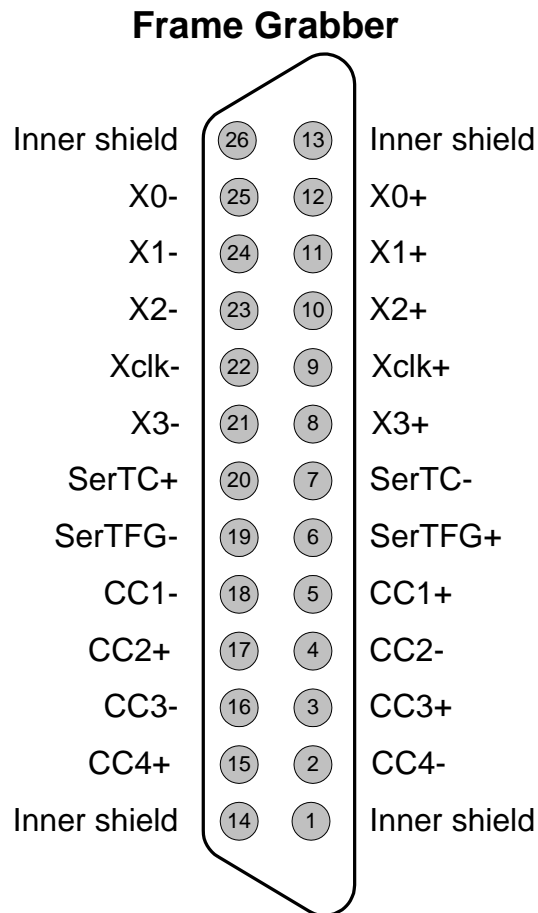 Frame Grabber
Inner shield 26 13 Inner shield
X0- 25 12 X0+
X1- 24 11 X1+
X2- 23 10 X2+
Xclk- 22 9 Xclk+
X3- 21 8 X3+
SerTC+ 20 7 SerTC-
SerTFG- 19 6 SerTFG+
CC1- 18 5 CC1+
CC2+ 17 4 CC2-
CC3- 16 3 CC3+
CC4+ 15 2 CC4-
Inner shield 14 1 Inner shield